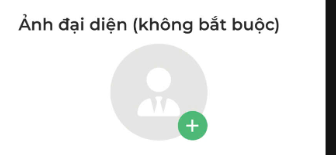 Ảnh đại diện (không bắt buộc)